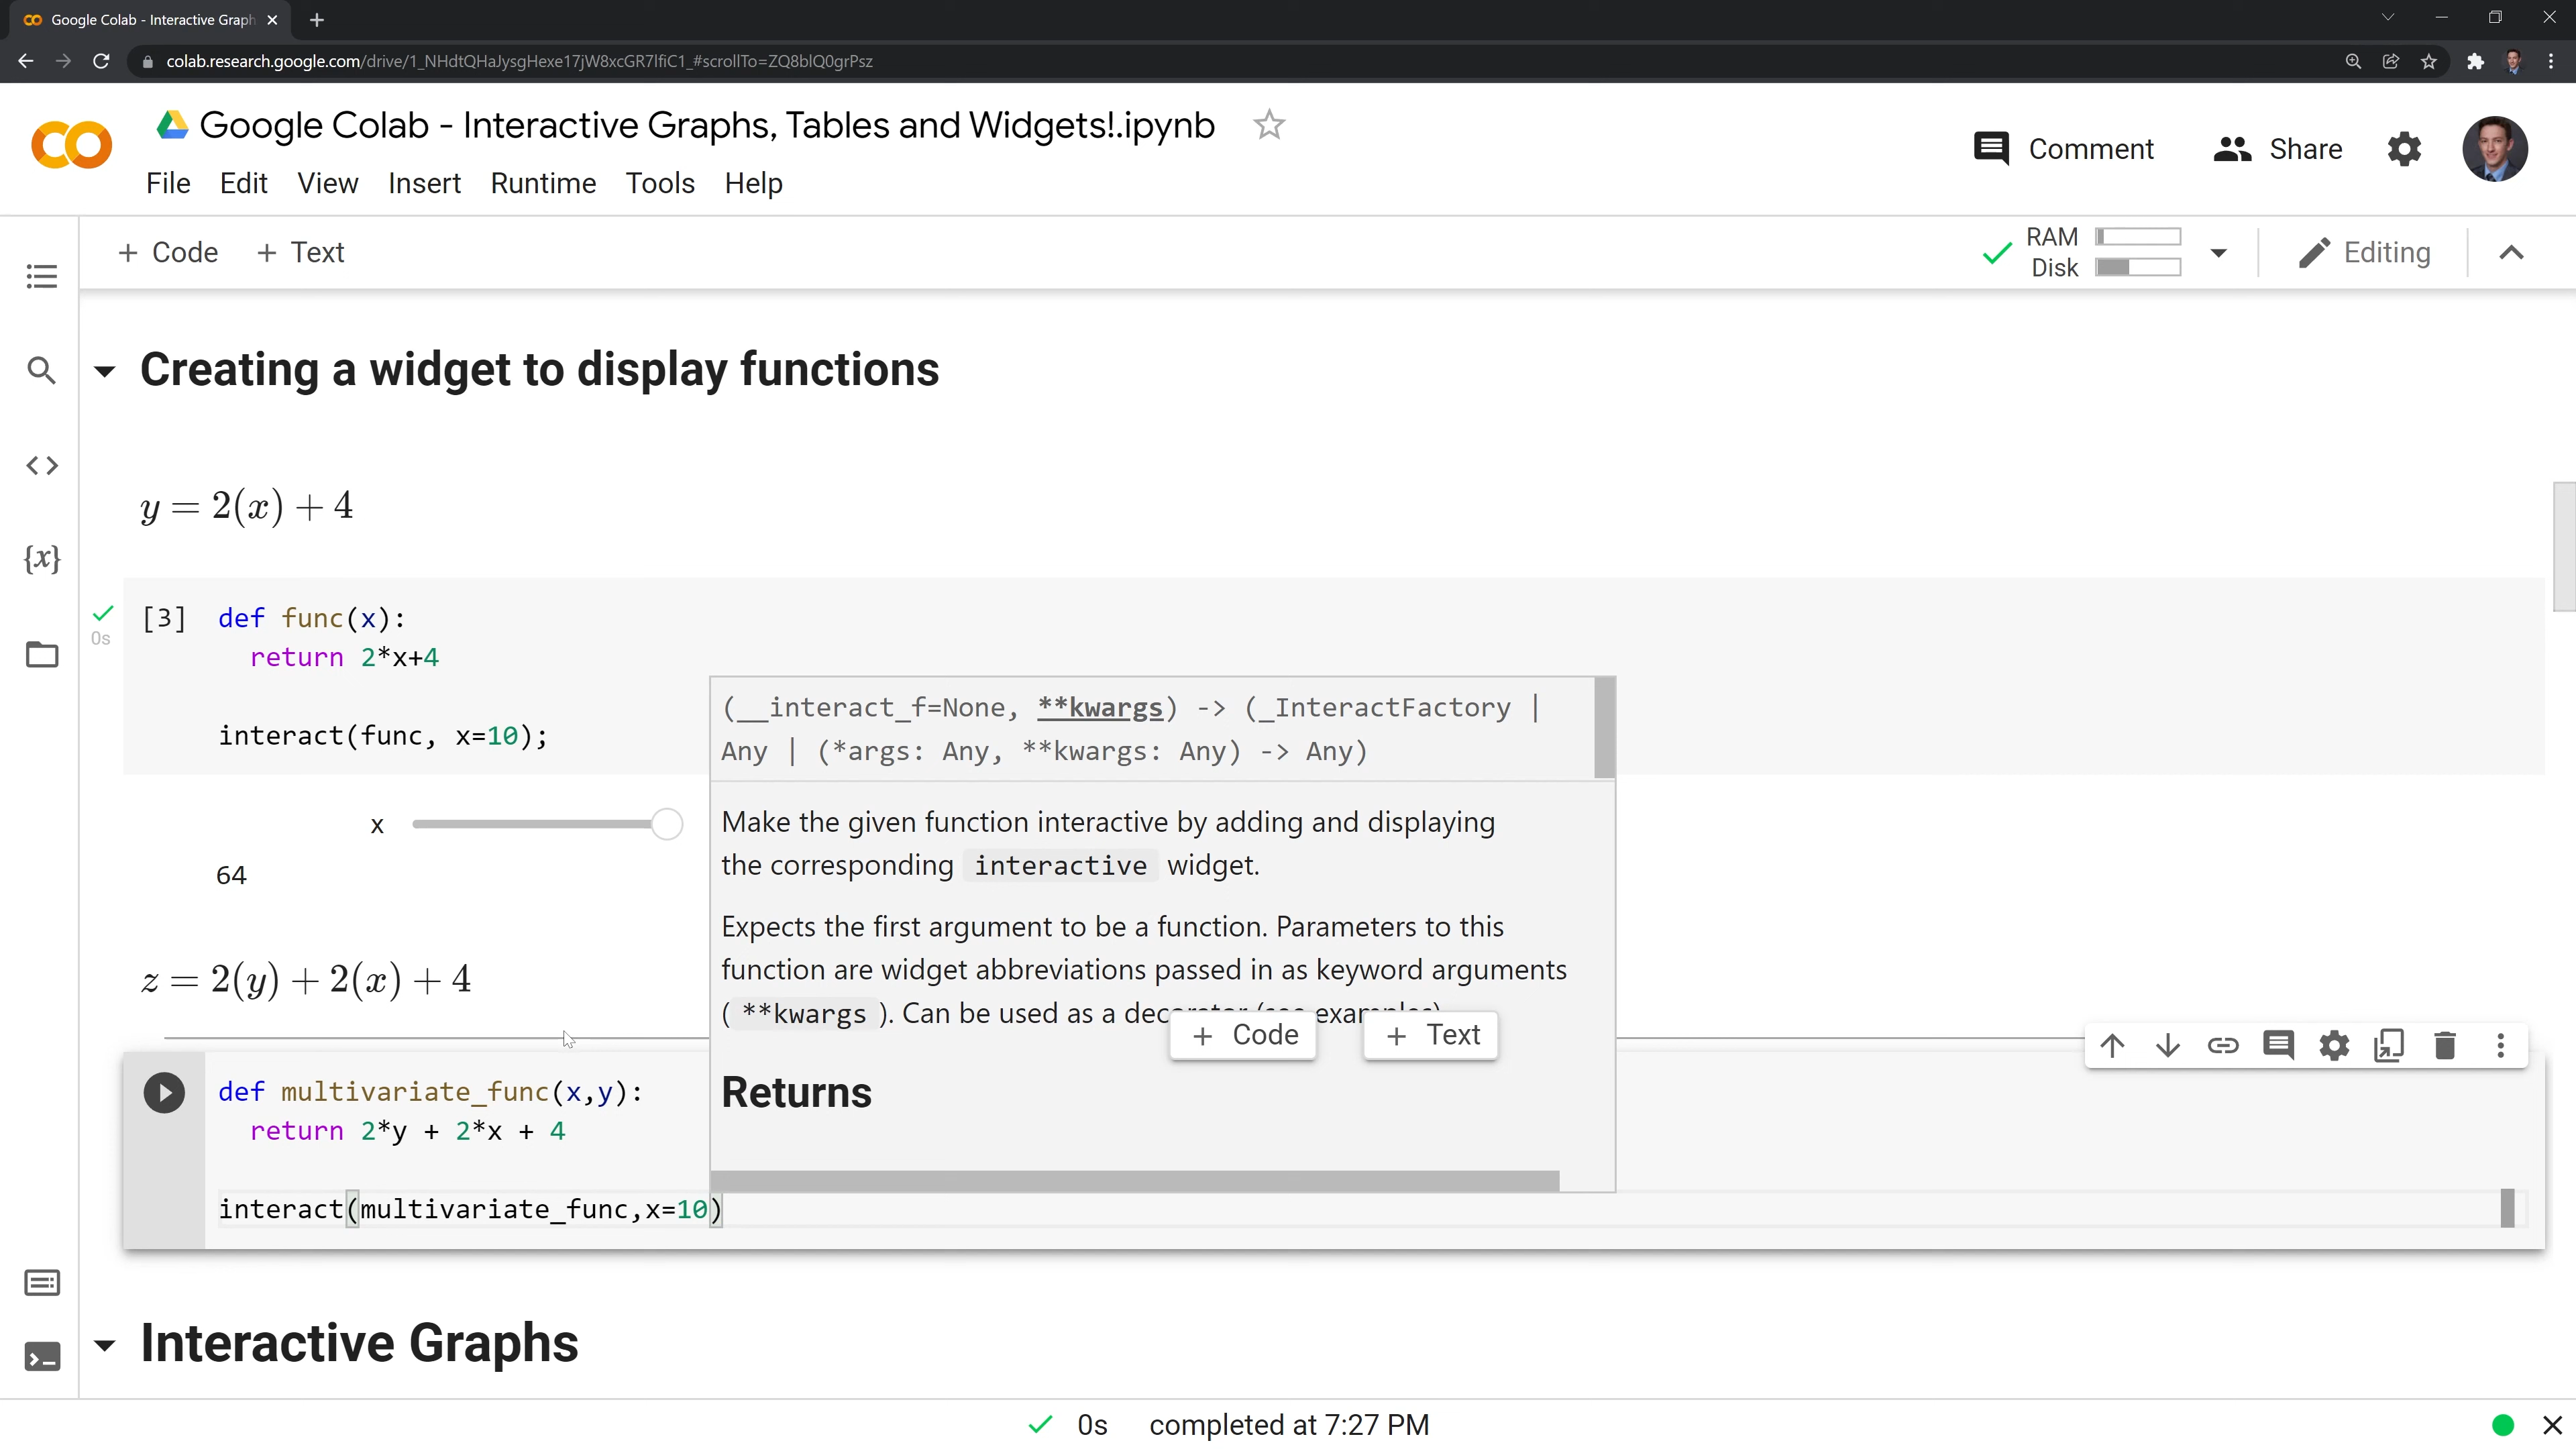 Google Colab - Interactive Graph
colab.research.google.com/drive/1_NHdtQHaJysgHexe17jW8xcGR7lfiC1_#scrollTo=ZQ8blQ0grPsz
Google Colab - Interactive Graphs, Tables and Widgets!.ipynb
Comment Share
File Edit View Insert Runtime Tools Help
+ Code + Text
RAM
Disk
Editing
Creating a widget to display functions
y = 2(x) + 4
{x}
[3] def func(x):
0s
return 2*x+4
interact(func, x=10);
(__interact_f=None, **kwargs) -> (_InteractFactory |
Any | (*args: Any, **kwargs: Any) -> Any)
Make the given function interactive by adding and displaying
the corresponding interactive widget.
Expects the first argument to be a function. Parameters to this
function are widget abbreviations passed in as keyword arguments
( **kwargs ). Can be used as a decorator (see examples).
x
64
z = 2(y) + 2(x) + 4
+ Code + Text
Returns
def multivariate_func(x,y):
return 2*y + 2*x + 4
interact(multivariate_func,x=10)
Interactive Graphs
0s completed at 7:27 PM